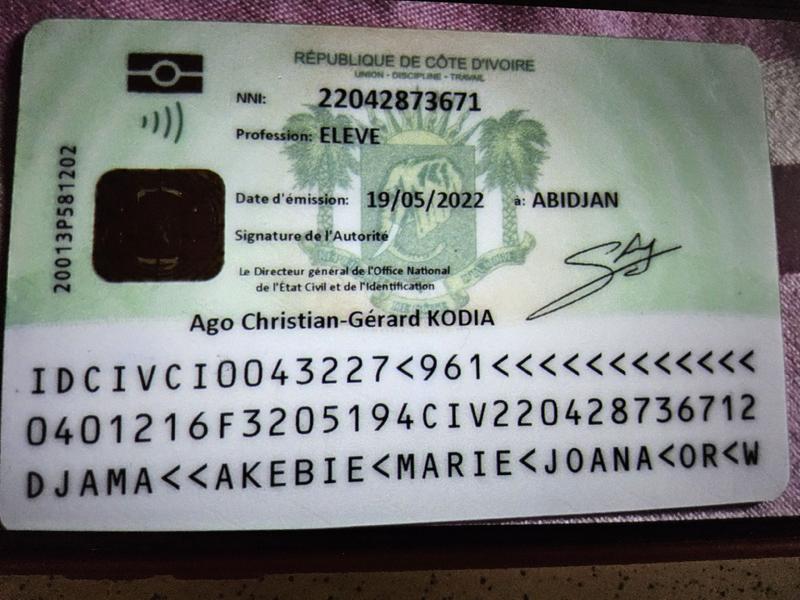 RÉPUBLIQUE DE CÔTE D'IVOIRE
UNION - DISCIPLINE - TRAVAIL
NNI: 22042873671
Profession: ELEVE
20013P581202
Date d'émission: 19/05/2022 à: ABIDJAN
Signature de l'Autorité
Le Directeur général de l'Office National
de l'État Civil et de l'Identification
Ago Christian-Gérard KODIA
IDCIVCI0043227<961<<<<<<<<<<<<<
0401216F3205194CIV220428736712
DJAMA<<AKEBIE<MARIE<JOANA<OR<W